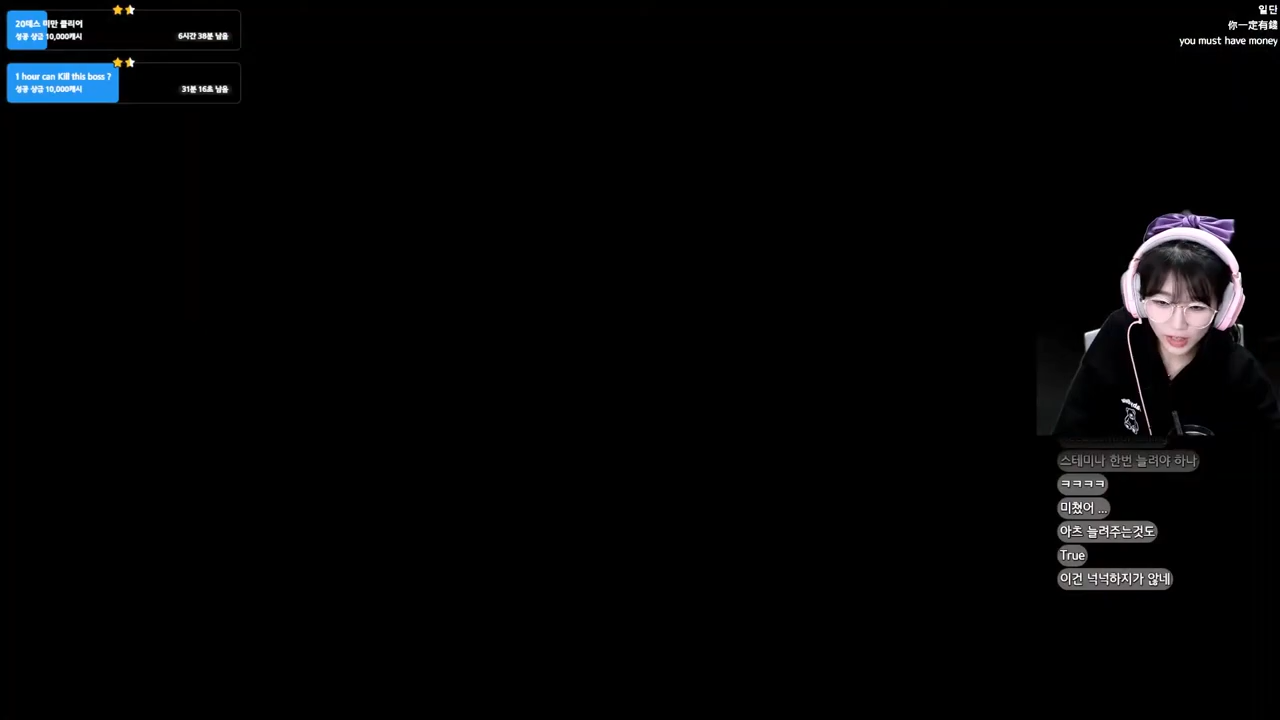 20데스 미만 클리어
성공 상금 10,000캐시
6시간 38분 남음
1 hour can Kill this boss ?
성공 상금 10,000캐시
31분 16초 남음
일단
你一定有錢
you must have money
스테미나 한번 늘려야 하나
ㅋㅋㅋㅋ
미쳤어 ...
아츠 늘려주는것도
True
이건 넉넉하지가 않네